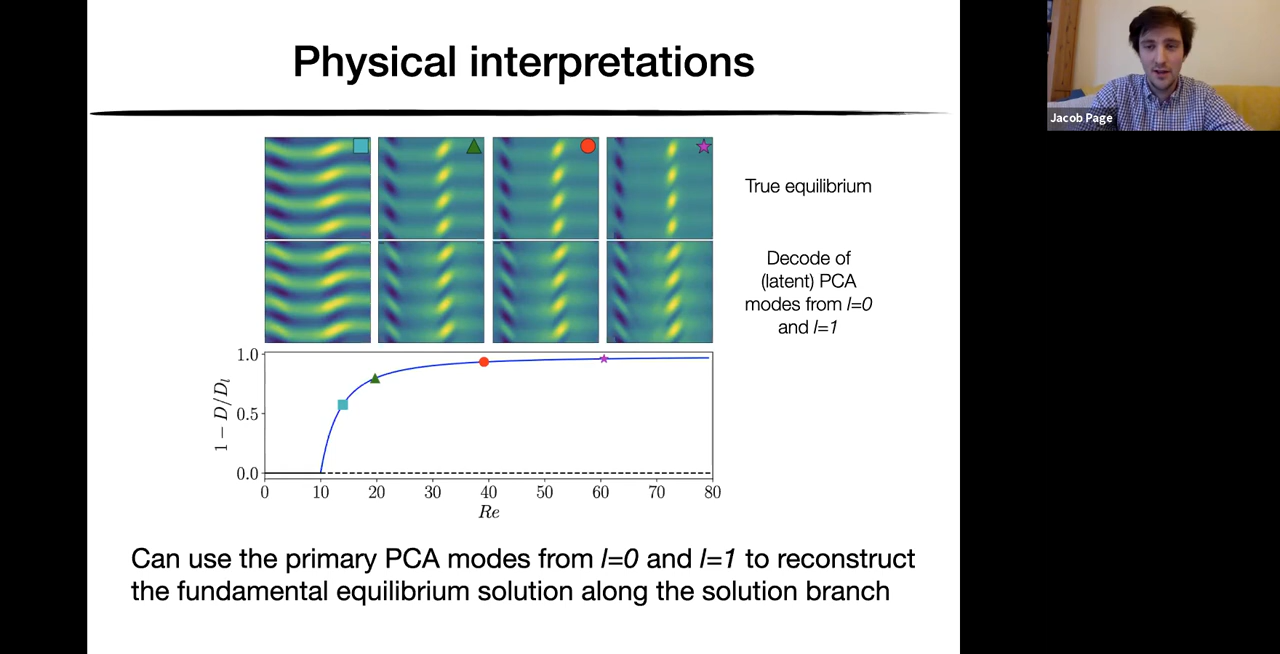 Physical interpretations
Jacob Page
True equilibrium
Decode of
(latent) PCA
modes from l=0
and l=1
1.0
0.5
0.0
1 − D/D_l
0 10 20 30 40 50 60 70 80
Re
Can use the primary PCA modes from l=0 and l=1 to reconstruct
the fundamental equilibrium solution along the solution branch